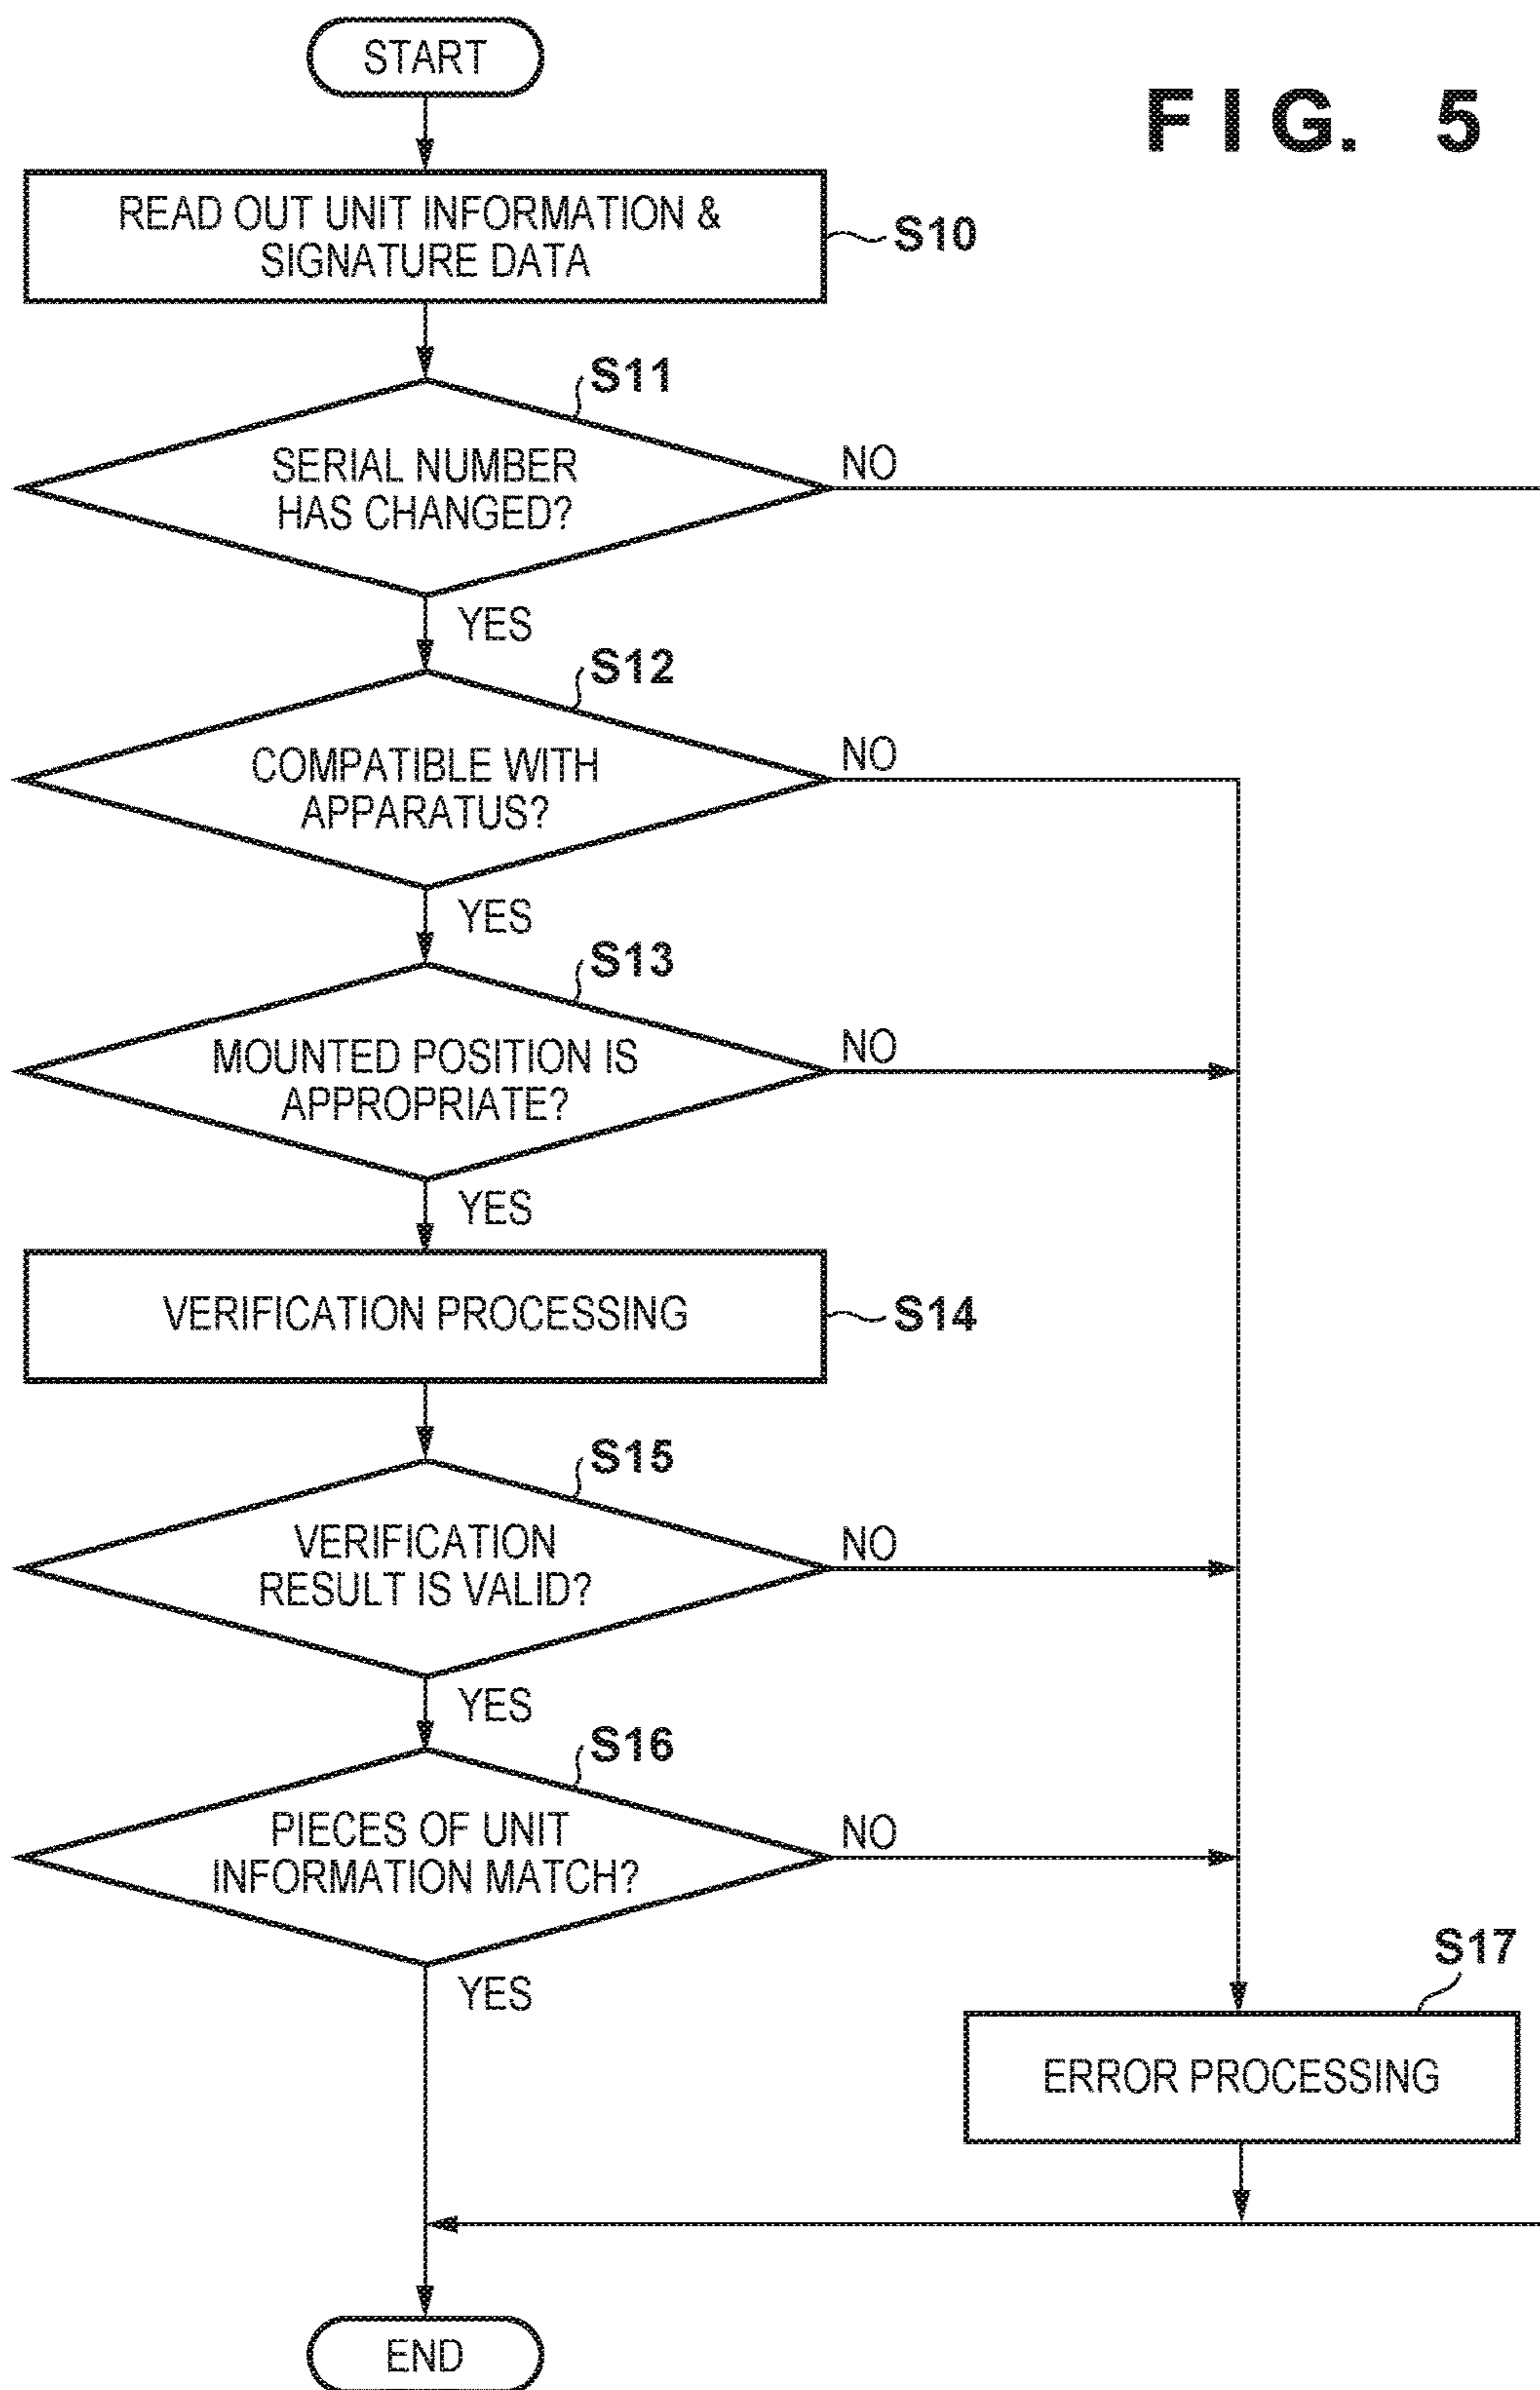 START
FIG. 5
READ OUT UNIT INFORMATION &
SIGNATURE DATA
S10
S11
SERIAL NUMBER
HAS CHANGED?
NO
YES
S12
COMPATIBLE WITH
APPARATUS?
NO
YES
S13
MOUNTED POSITION IS
APPROPRIATE?
NO
YES
VERIFICATION PROCESSING
S14
S15
VERIFICATION
RESULT IS VALID?
NO
YES
S16
PIECES OF UNIT
INFORMATION MATCH?
NO
YES
S17
ERROR PROCESSING
END